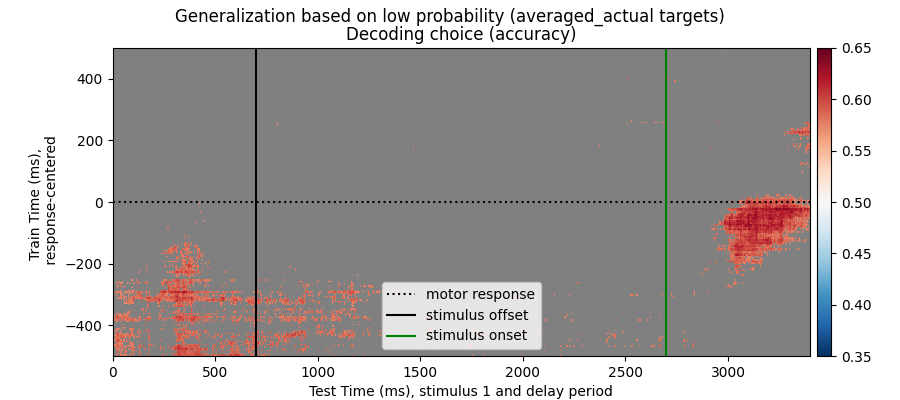 Generalization based on low probability (averaged_actual targets)
Decoding choice (accuracy)
Train Time (ms),
response-centered
400
200
0
−200
−400
motor response
stimulus offset
stimulus onset
0
500
1000
1500
2000
2500
3000
Test Time (ms), stimulus 1 and delay period
0.65
0.60
0.55
0.50
0.45
0.40
0.35